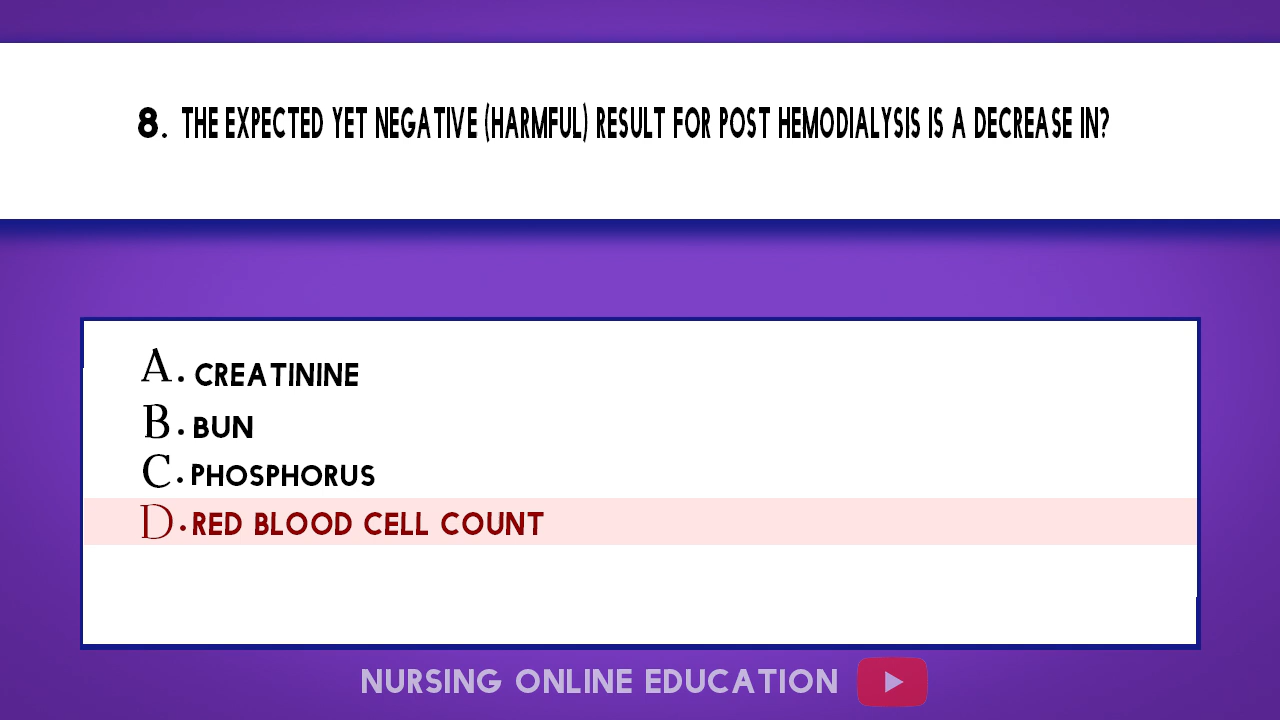 8. THE EXPECTED YET NEGATIVE (HARMFUL) RESULT FOR POST HEMODIALYSIS IS A DECREASE IN?
A. CREATININE
B. BUN
C. PHOSPHORUS
D. RED BLOOD CELL COUNT
NURSING ONLINE EDUCATION